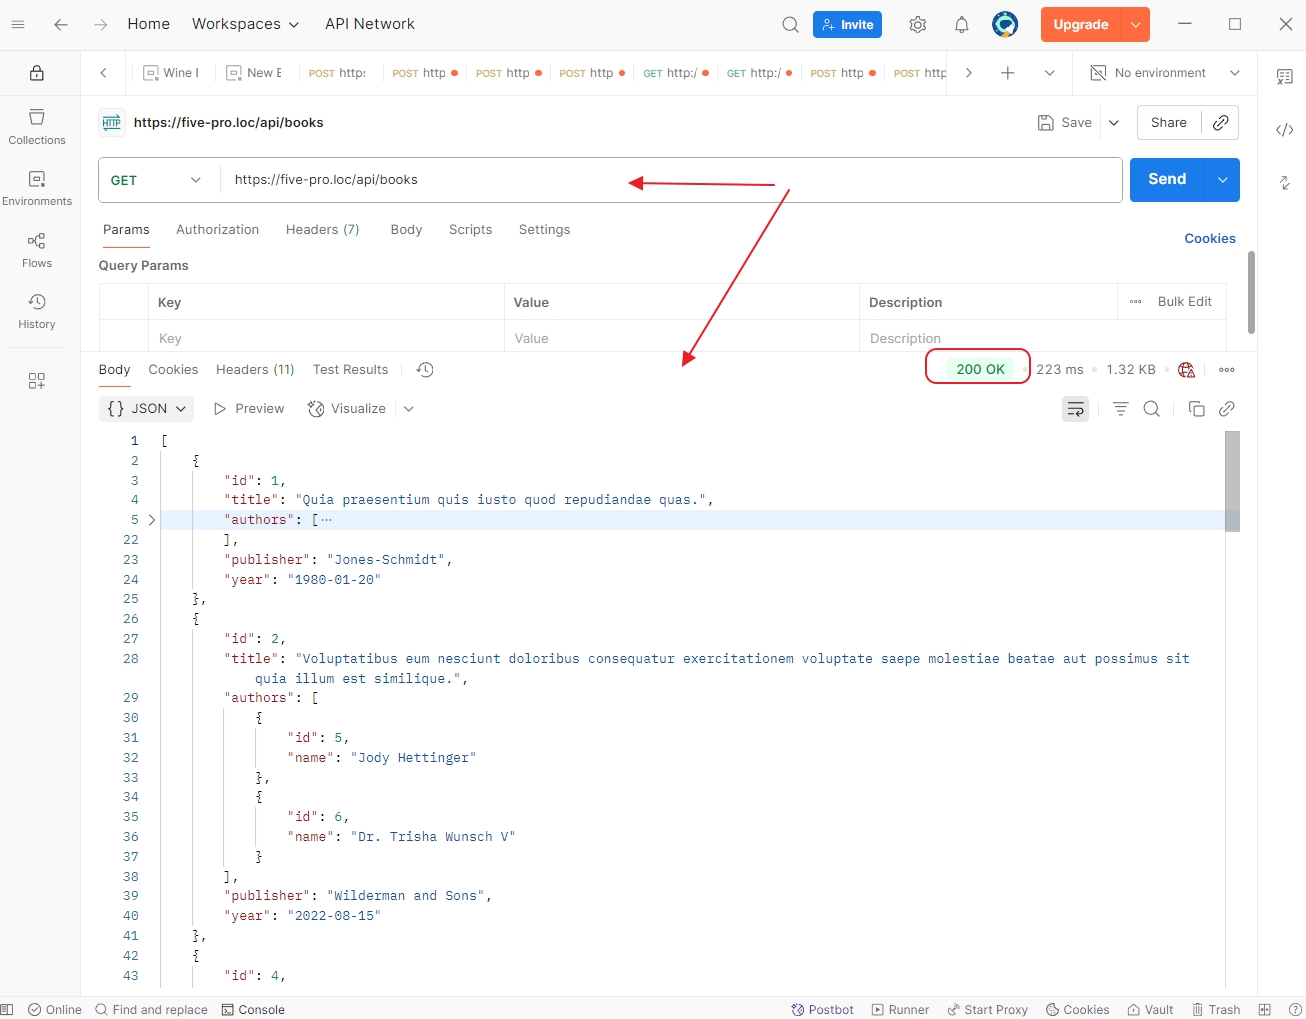 Home Workspaces API Network Invite Upgrade
Wine I New E POST https POST http POST http POST http GET http:/ GET http:/ POST http POST http No environment
HTTP https://five-pro.loc/api/books Save Share
Collections
GET https://five-pro.loc/api/books Send
Environments
Params Authorization Headers (7) Body Scripts Settings Cookies
Flows
Query Params
Key Value Description Bulk Edit
History
Key Value Description
Body Cookies Headers (11) Test Results 200 OK 223 ms 1.32 KB
{} JSON Preview Visualize
1 [
2 {
3 "id": 1,
4 "title": "Quia praesentium quis iusto quod repudiandae quas.",
5 "authors": [ ...
22 ],
23 "publisher": "Jones-Schmidt",
24 "year": "1980-01-20"
25 },
26 {
27 "id": 2,
28 "title": "Voluptatibus eum nesciunt doloribus consequatur exercitationem voluptate saepe molestiae beatae aut possimus sit
quia illum est similique.",
29 "authors": [
30 {
31 "id": 5,
32 "name": "Jody Hettinger"
33 },
34 {
35 "id": 6,
36 "name": "Dr. Trisha Wunsch V"
37 }
38 ],
39 "publisher": "Wilderman and Sons",
40 "year": "2022-08-15"
41 },
42 {
43 "id": 4,
Online Find and replace Console Postbot Runner Start Proxy Cookies Vault Trash